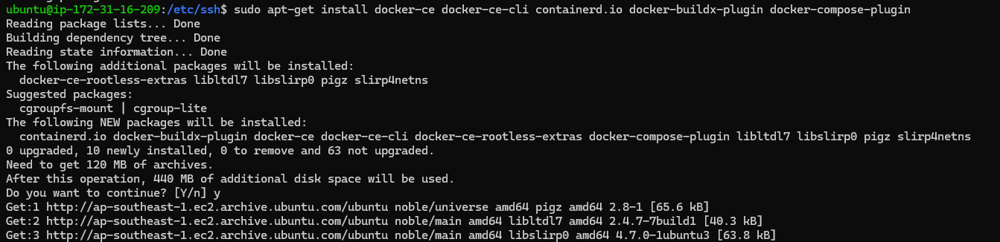 ubuntu@ip-172-31-16-209:/etc/ssh$ sudo apt-get install docker-ce docker-ce-cli containerd.io docker-buildx-plugin docker-compose-plugin
Reading package lists... Done
Building dependency tree... Done
Reading state information... Done
The following additional packages will be installed:
  docker-ce-rootless-extras libltdl7 libslirp0 pigz slirp4netns
Suggested packages:
  cgroupfs-mount | cgroup-lite
The following NEW packages will be installed:
  containerd.io docker-buildx-plugin docker-ce docker-ce-cli docker-ce-rootless-extras docker-compose-plugin libltdl7 libslirp0 pigz slirp4netns
0 upgraded, 10 newly installed, 0 to remove and 63 not upgraded.
Need to get 120 MB of archives.
After this operation, 440 MB of additional disk space will be used.
Do you want to continue? [Y/n] y
Get:1 http://ap-southeast-1.ec2.archive.ubuntu.com/ubuntu noble/universe amd64 pigz amd64 2.8-1 [65.6 kB]
Get:2 http://ap-southeast-1.ec2.archive.ubuntu.com/ubuntu noble/main amd64 libltdl7 amd64 2.4.7-7build1 [40.3 kB]
Get:3 http://ap-southeast-1.ec2.archive.ubuntu.com/ubuntu noble/main amd64 libslirp0 amd64 4.7.0-1ubuntu3 [63.8 kB]